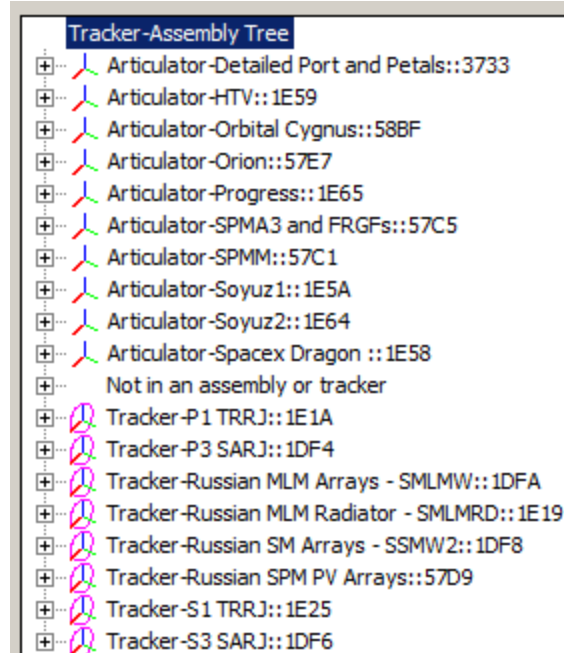 Tracker-Assembly Tree
Articulator-Detailed Port and Petals::3733
Articulator-HTV::1E59
Articulator-Orbital Cygnus::58BF
Articulator-Orion::57E7
Articulator-Progress::1E65
Articulator-SPMA3 and FRGFs::57C5
Articulator-SPMM::57C1
Articulator-Soyuz1::1E5A
Articulator-Soyuz2::1E64
Articulator-Spacex Dragon ::1E58
Not in an assembly or tracker
Tracker-P1 TRRJ::1E1A
Tracker-P3 SARJ::1DF4
Tracker-Russian MLM Arrays - SMLMW::1DFA
Tracker-Russian MLM Radiator - SMLMRD::1E19
Tracker-Russian SM Arrays - SSMW2::1DF8
Tracker-Russian SPM PV Arrays::57D9
Tracker-S1 TRRJ::1E25
Tracker-S3 SARJ::1DF6